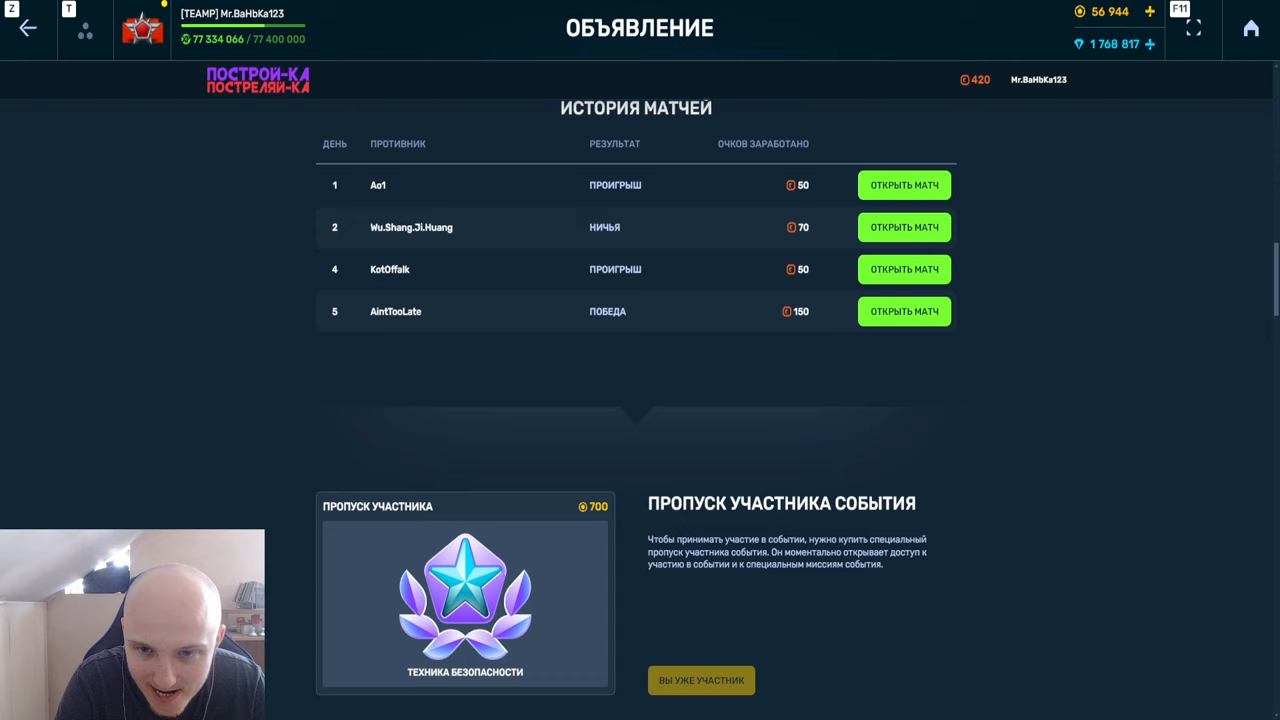 Z
T
[TEAMP] Mr.BaHbKa123
77 334 066 / 77 400 000
ОБЪЯВЛЕНИЕ
56 944
1 768 817
F11
ПОСТРОЙ-КА
ПОСТРЕЛЯЙ-КА
420
Mr.BaHbKa123
ИСТОРИЯ МАТЧЕЙ
ДЕНЬ ПРОТИВНИК РЕЗУЛЬТАТ ОЧКОВ ЗАРАБОТАНО
1 Ao1 ПРОИГРЫШ 50 ОТКРЫТЬ МАТЧ
2 Wu.Shang.Ji.Huang НИЧЬЯ 70 ОТКРЫТЬ МАТЧ
4 KotOffalk ПРОИГРЫШ 50 ОТКРЫТЬ МАТЧ
5 AintTooLate ПОБЕДА 150 ОТКРЫТЬ МАТЧ
ПРОПУСК УЧАСТНИКА 700
ТЕХНИКА БЕЗОПАСНОСТИ
ПРОПУСК УЧАСТНИКА СОБЫТИЯ
Чтобы принимать участие в событии, нужно купить специальный
пропуск участника события. Он моментально открывает доступ к
участию в событии и к специальным миссиям события.
ВЫ УЖЕ УЧАСТНИК